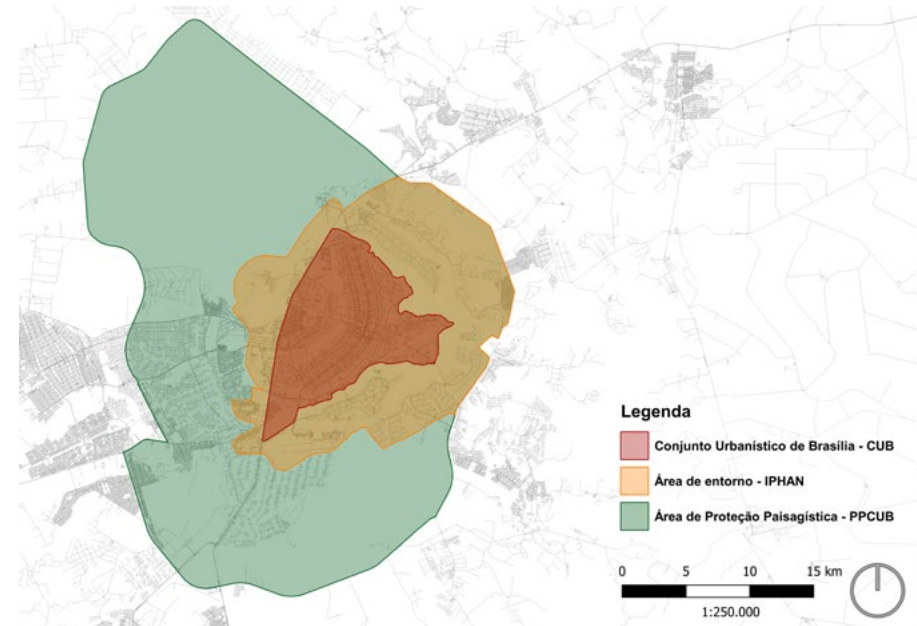 Legenda
Conjunto Urbanístico de Brasília - CUB
Área de entorno - IPHAN
Área de Proteção Paisagística - PPCUB
0 5 10 15 km
1:250.000